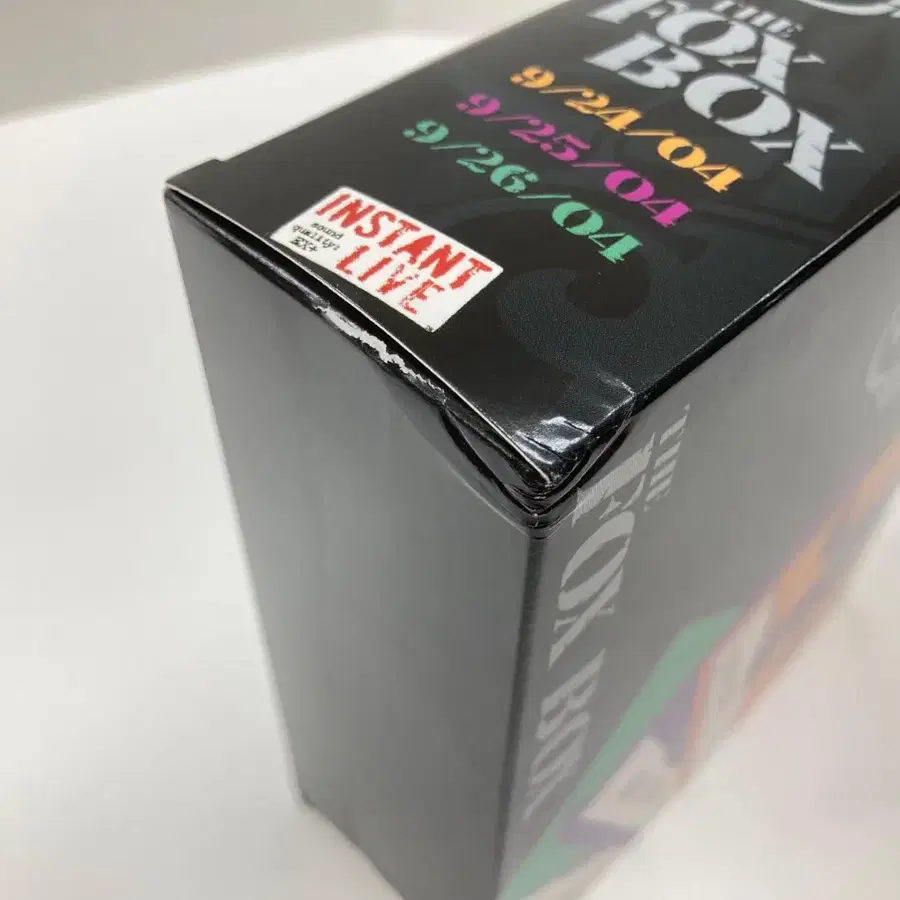 THE
FOX
BOX
9/24/04
9/25/04
9/26/04
INSTANT
LIVE
THE
FOX BOX